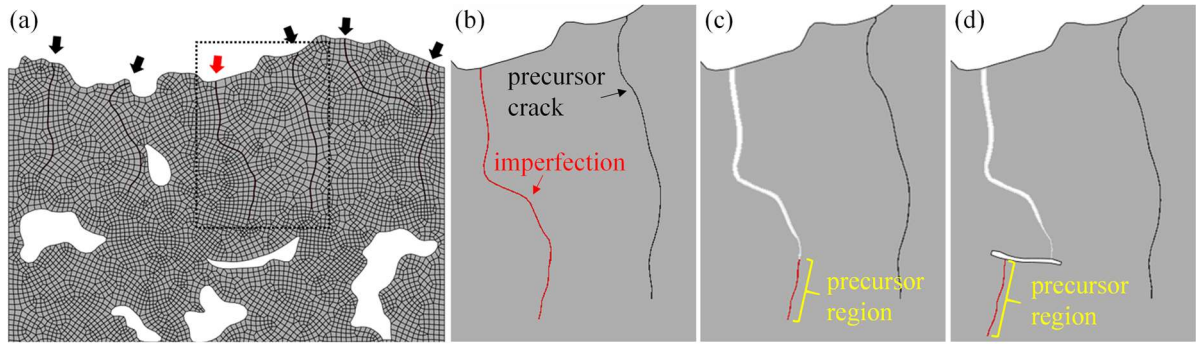 (a)
(b)
precursor
crack
imperfection
(c)
precursor
region
(d)
precursor
region